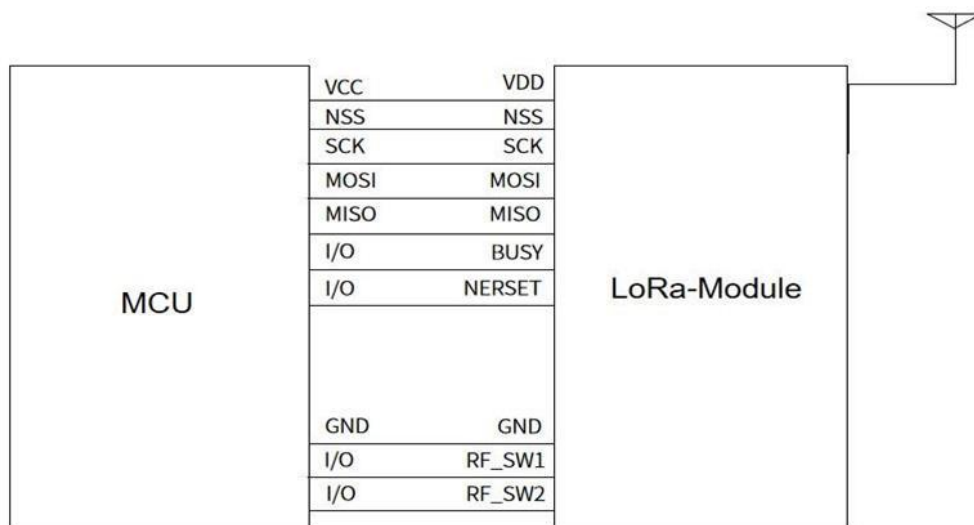 VCC VDD
NSS NSS
SCK SCK
MOSI MOSI
MISO MISO
I/O BUSY
I/O NERSET
MCU LoRa-Module
GND GND
I/O RF_SW1
I/O RF_SW2